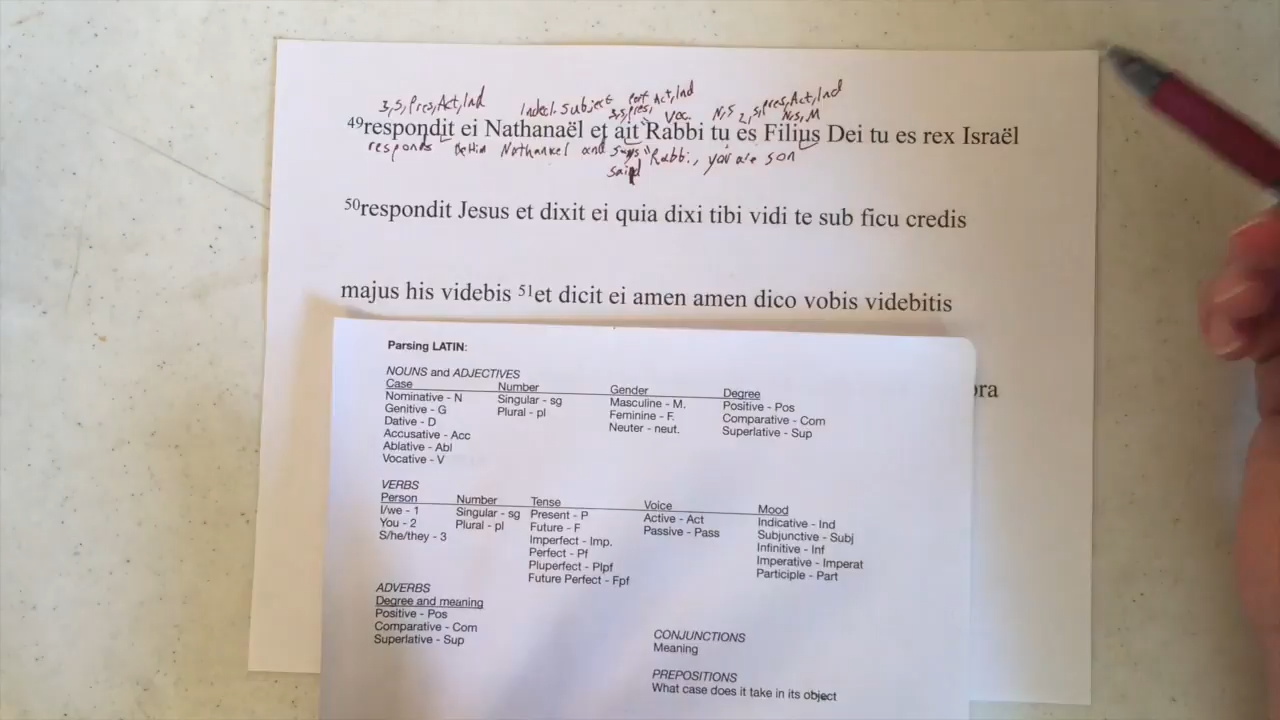 3, S, Pres, Act, Ind Indecl. Subject 3, S, Pres, Perf Act, Ind Voc. N, S 2, S, Pres, Act, Ind N, S, M
49respondit ei Nathanaël et ait Rabbi tu es Filius Dei tu es rex Israël
responds Nathanael and says "Rabbi, you are son
said
50respondit Jesus et dixit ei quia dixi tibi vidi te sub ficu credis
majus his videbis 51et dicit ei amen amen dico vobis videbitis
Parsing LATIN:
NOUNS and ADJECTIVES
Case Number Gender Degree
Nominative - N Singular - sg Masculine - M. Positive - Pos
Genitive - G Plural - pl Feminine - F. Comparative - Com
Dative - D Neuter - neut. Superlative - Sup
Accusative - Acc
Ablative - Abl
Vocative - V
VERBS
Person Number Tense Voice Mood
I/we - 1 Singular - sg Present - P Active - Act Indicative - Ind
You - 2 Plural - pl Future - F Passive - Pass Subjunctive - Subj
S/he/they - 3 Imperfect - Imp. Infinitive - Inf
Perfect - Pf Imperative - Imperat
Pluperfect - Plpf Participle - Part
Future Perfect - Fpf
ADVERBS
Degree and meaning
Positive - Pos
Comparative - Com
Superlative - Sup
CONJUNCTIONS
Meaning
PREPOSITIONS
What case does it take in its object